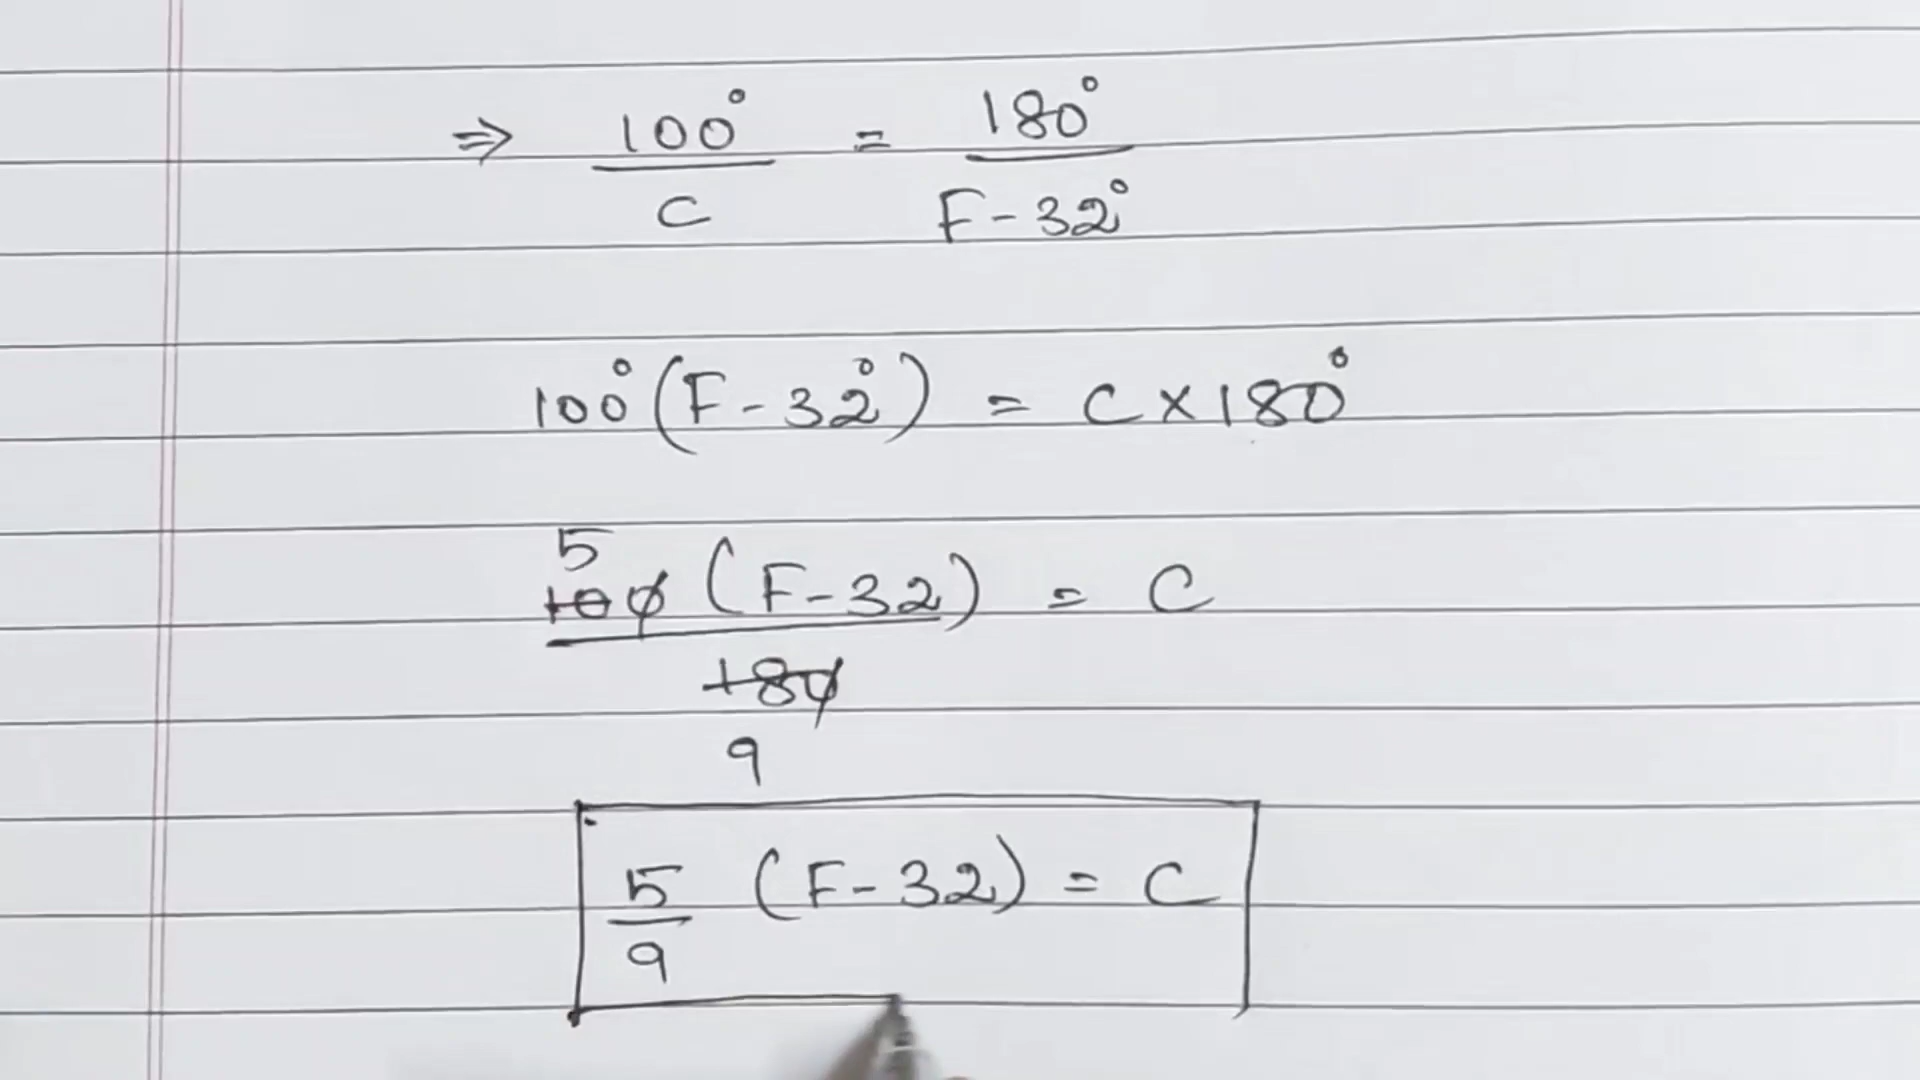 ⇒ 100° / C = 180° / F - 32°
100° (F - 32°) = C × 180°
5
100 (F - 32) = C
180
9
5/9 (F - 32) = C